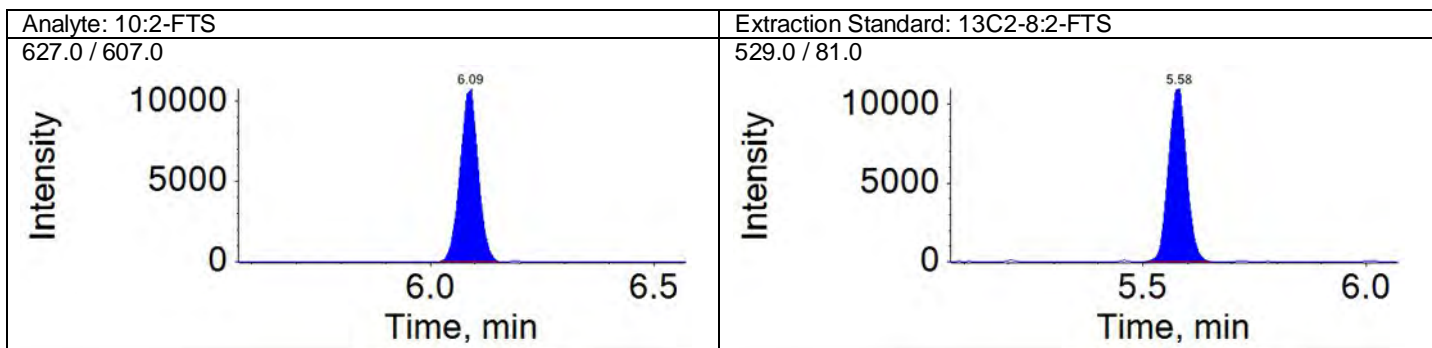 Analyte: 10:2-FTS
627.0 / 607.0
6.09
10000
5000
0
Intensity
6.0 6.5
Time, min
Extraction Standard: 13C2-8:2-FTS
529.0 / 81.0
5.58
10000
5000
0
Intensity
5.5 6.0
Time, min